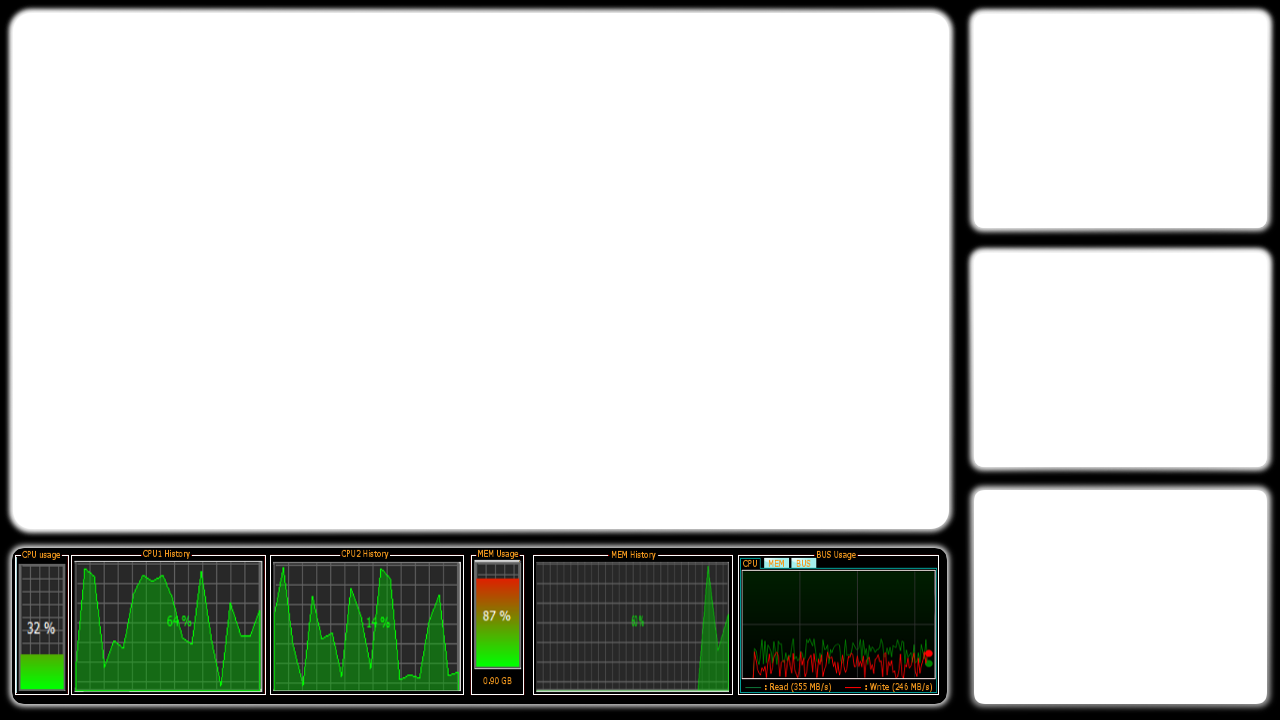 CPU usage
32 %
CPU1 History
64 %
CPU2 History
14 %
MEM Usage
87 %
0.90 GB
MEM History
60 %
BUS Usage
CPU MEM BUS
: Read (355 MB/s) : Write (246 MB/s)